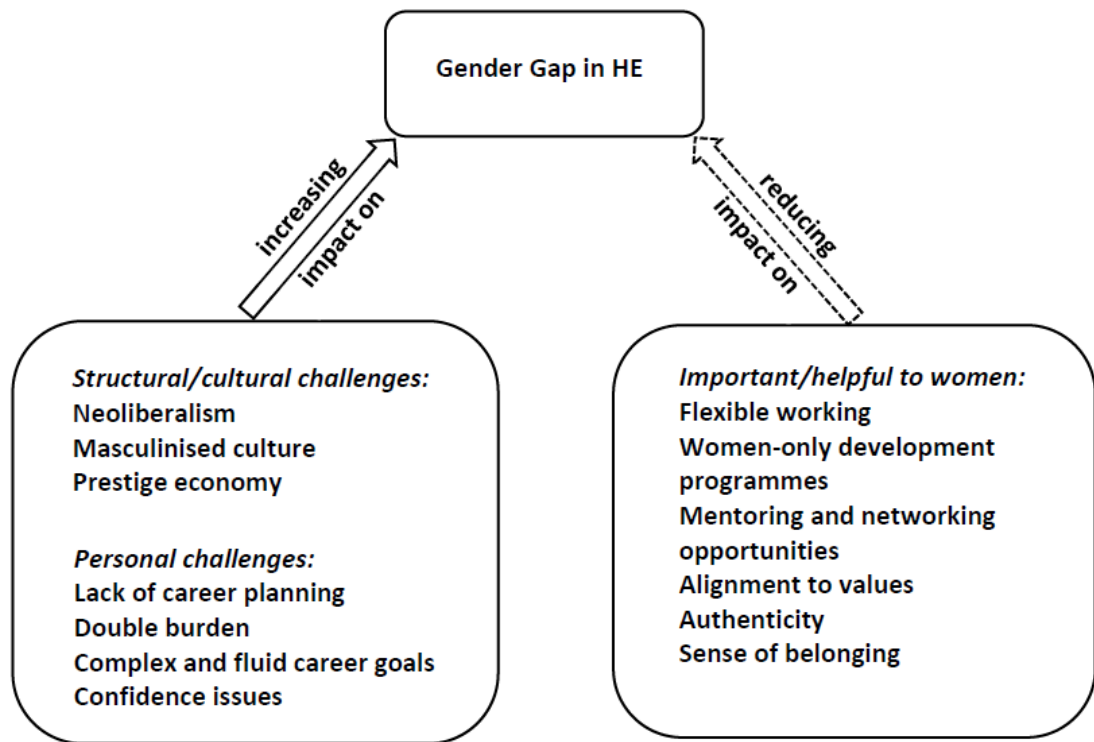 Gender Gap in HE
increasing
impact on
reducing
impact on
Structural/cultural challenges:
Neoliberalism
Masculinised culture
Prestige economy
Personal challenges:
Lack of career planning
Double burden
Complex and fluid career goals
Confidence issues
Important/helpful to women:
Flexible working
Women-only development
programmes
Mentoring and networking
opportunities
Alignment to values
Authenticity
Sense of belonging